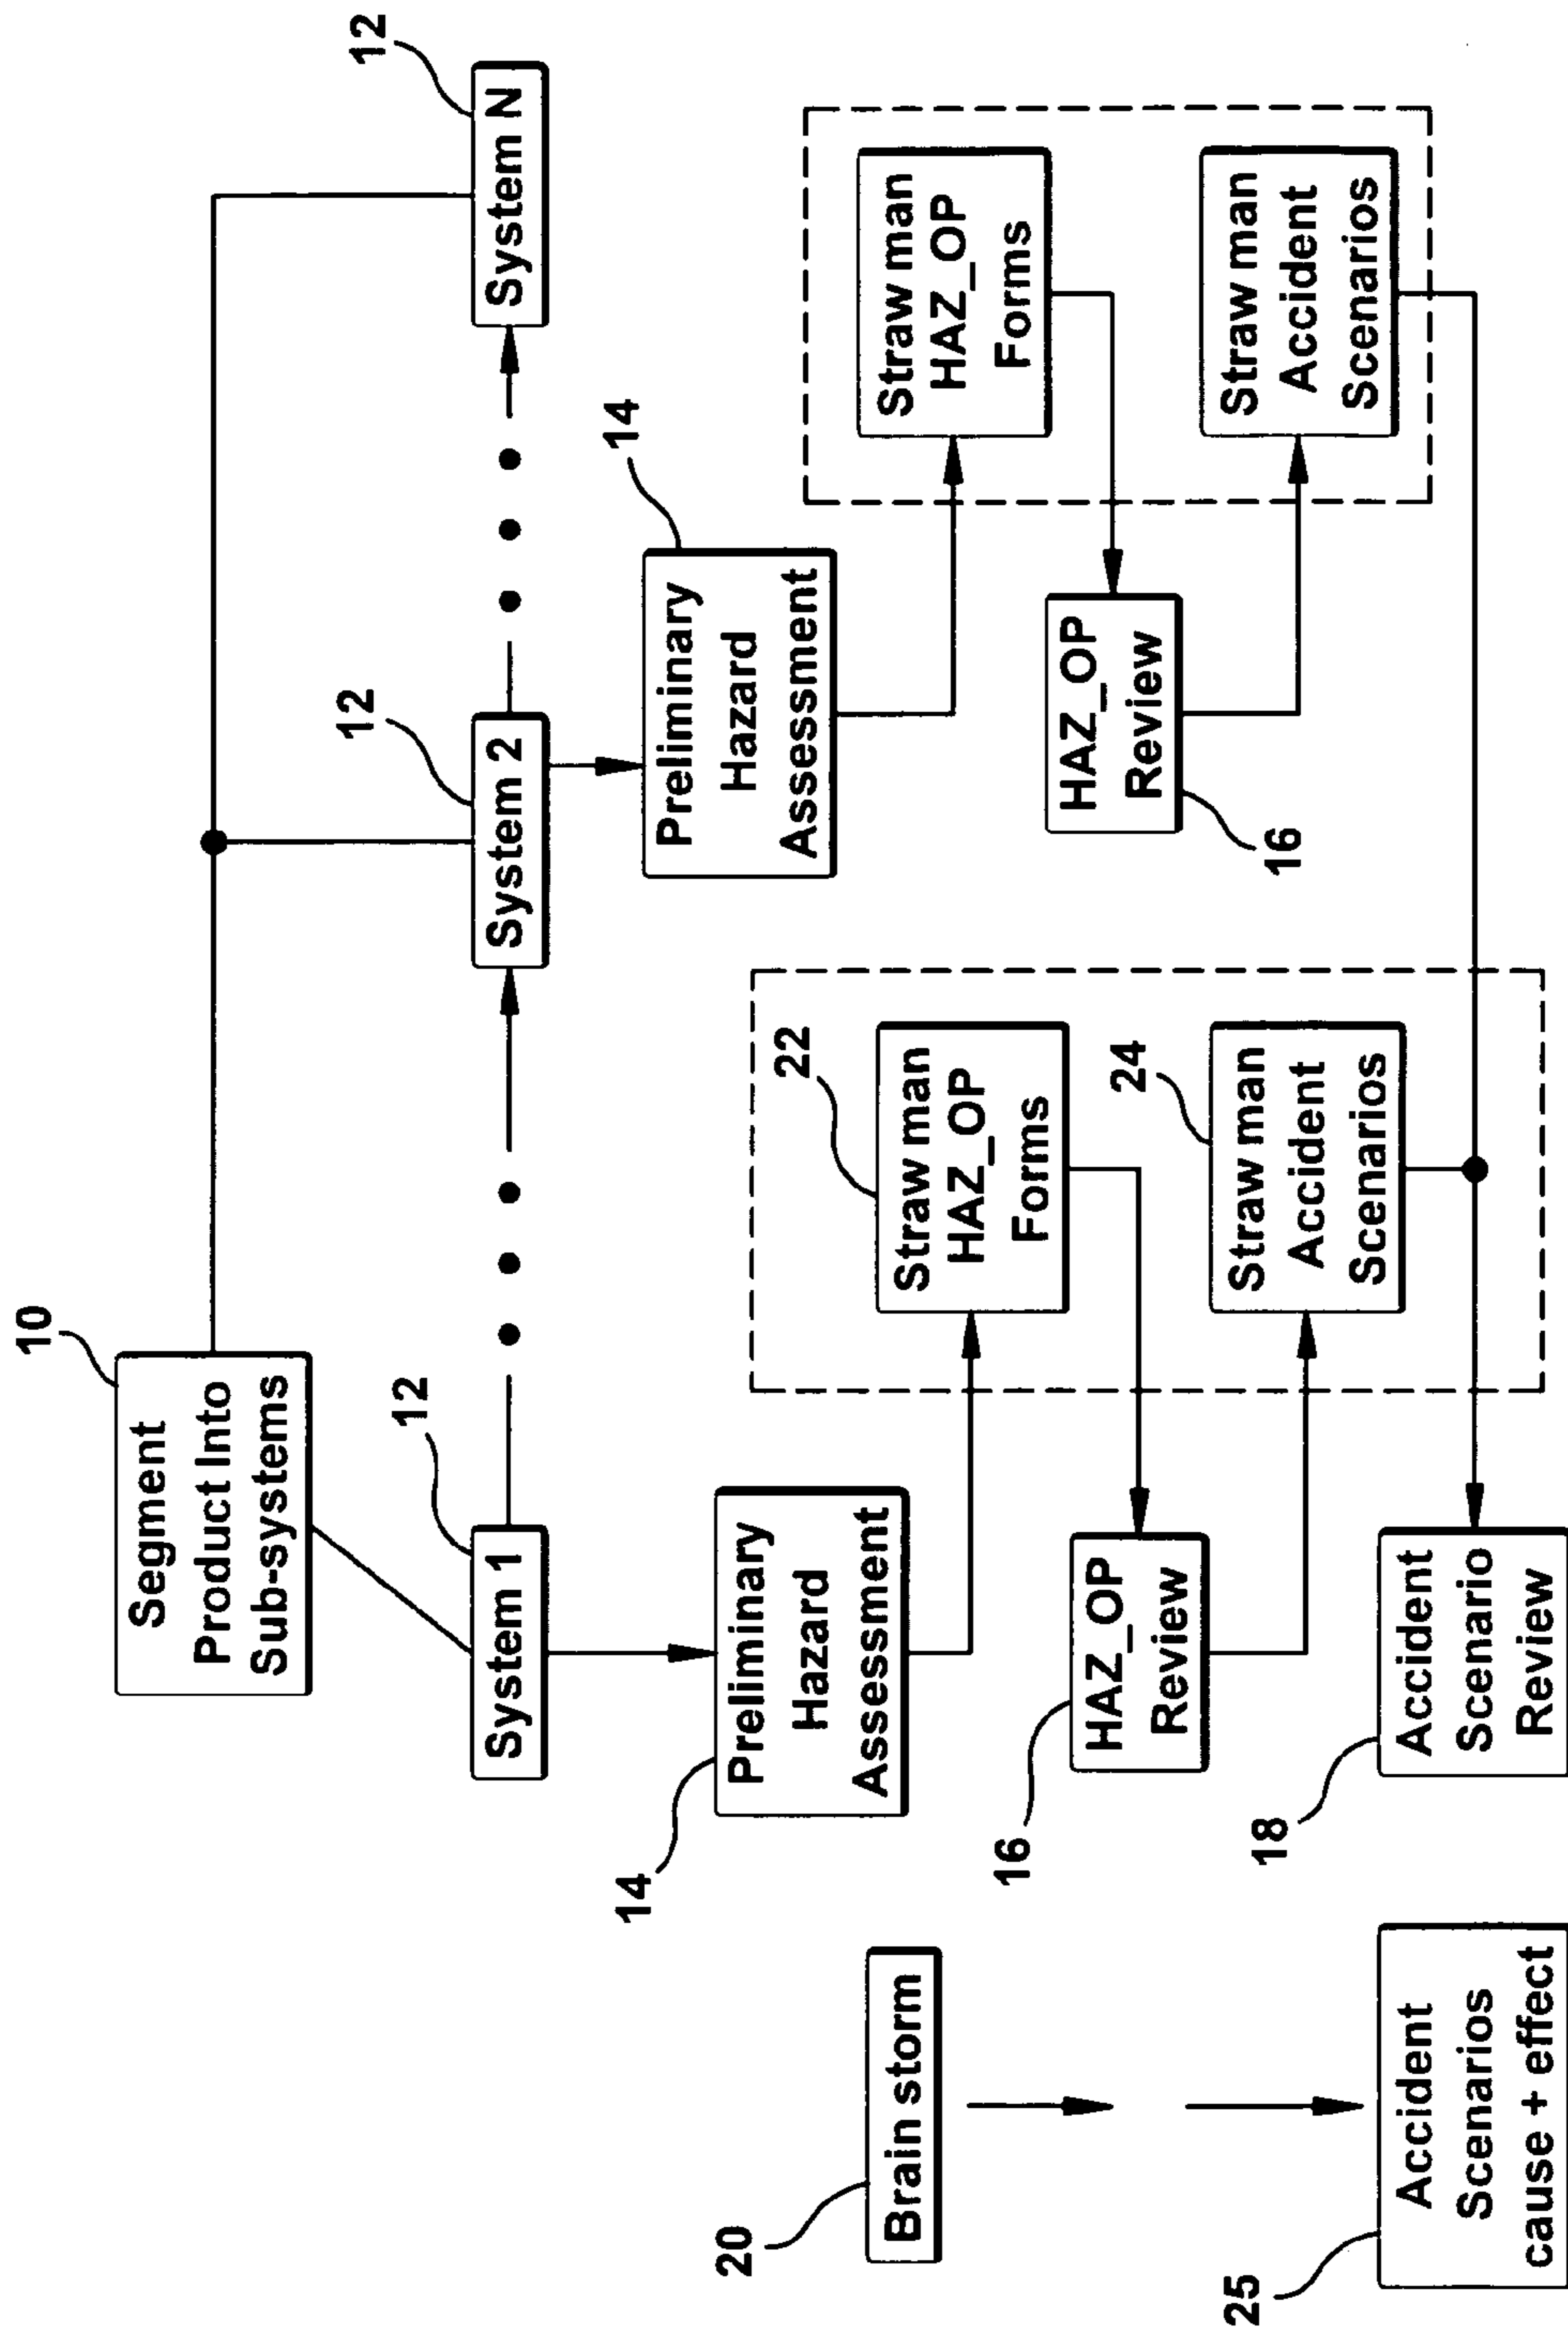 10
Segment
Product Into
Sub-systems
12
System 1
12
System 2
12
System N
14
Preliminary
Hazard
Assessment
14
Preliminary
Hazard
Assessment
20
Brain storm
22
Straw man
HAZ_OP
Forms
Straw man
HAZ_OP
Forms
16
HAZ_OP
Review
HAZ_OP
Review
16
24
Straw man
Accident
Scenarios
Straw man
Accident
Scenarios
25
Accident
Scenarios
cause + effect
18
Accident
Scenario
Review